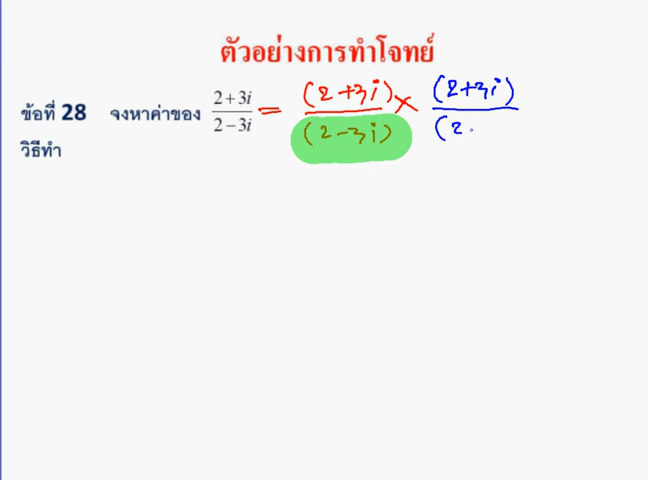 ตัวอย่างการทำโจทย์
ข้อที่ 28 จงหาค่าของ (2+3i)/(2−3i) = (2+3i)/(2−3i) × (2+3i)/(2
วิธีทำ